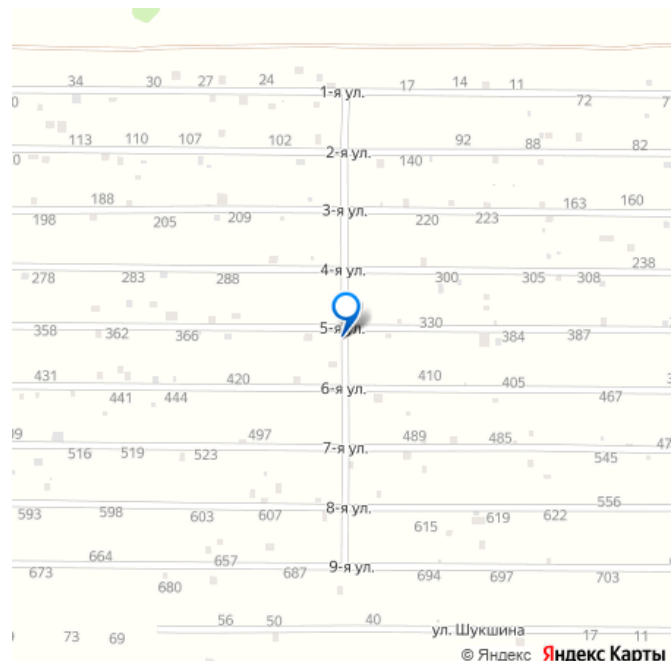 34 30 27 24 17 14 11
1-я ул.
0 72 7
113 110 107 102 92 88 82
2-я ул.
0 140
188 163 160
3-я ул.
198 205 209 220 223
238
4-я ул.
278 283 288 300 305 308
330
5-я ул.
358 362 366 384 387
431 420 410 405
6-я ул.
441 444 467
497 489 485 47
7-я ул.
516 519 523 545
556
8-я ул.
593 598 603 607 615 619 622
664 657
9-я ул.
673 680 687 694 697 703
56 50 40
ул. Шукшина
73 69 17 11
© Яндекс Яндекс Карты